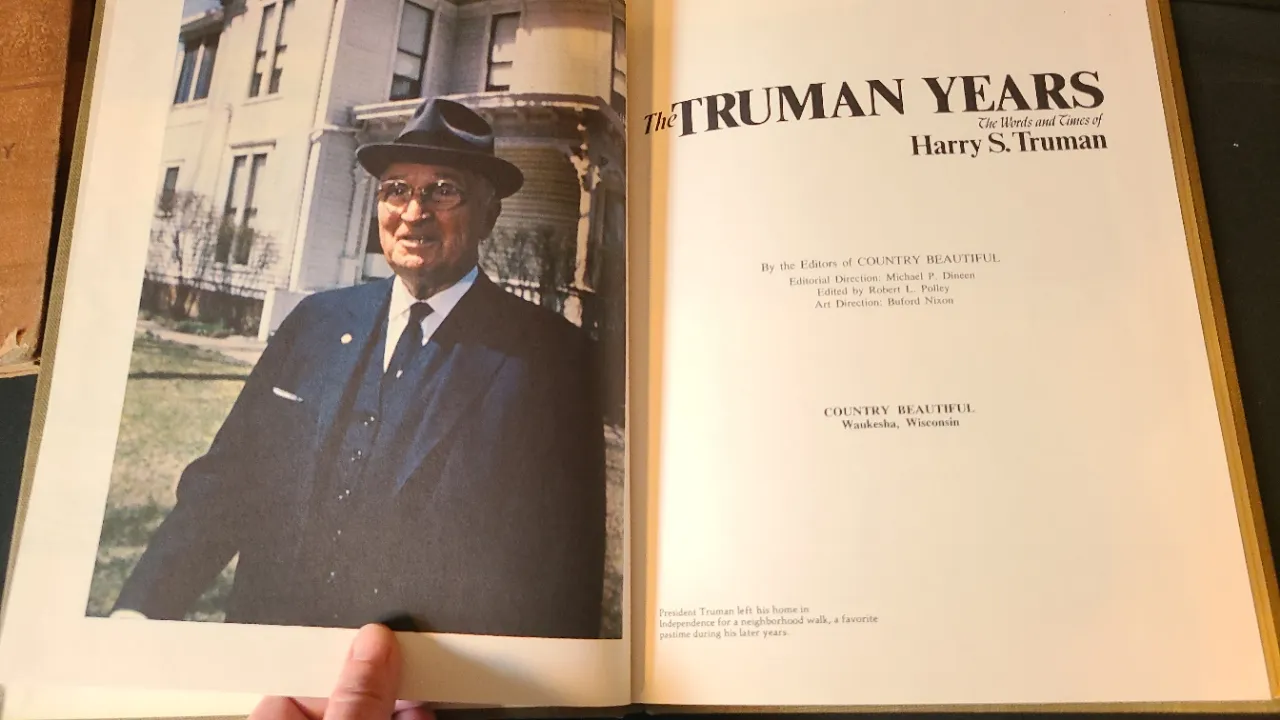 The TRUMAN YEARS
The Words and Times of
Harry S. Truman
By the Editors of COUNTRY BEAUTIFUL
Editorial Direction: Michael P. Dineen
Edited by Robert L. Polley
Art Direction: Buford Nixon
COUNTRY BEAUTIFUL
Waukesha, Wisconsin
President Truman left his home in
Independence for a neighborhood walk, a favorite
pastime during his later years.
Y